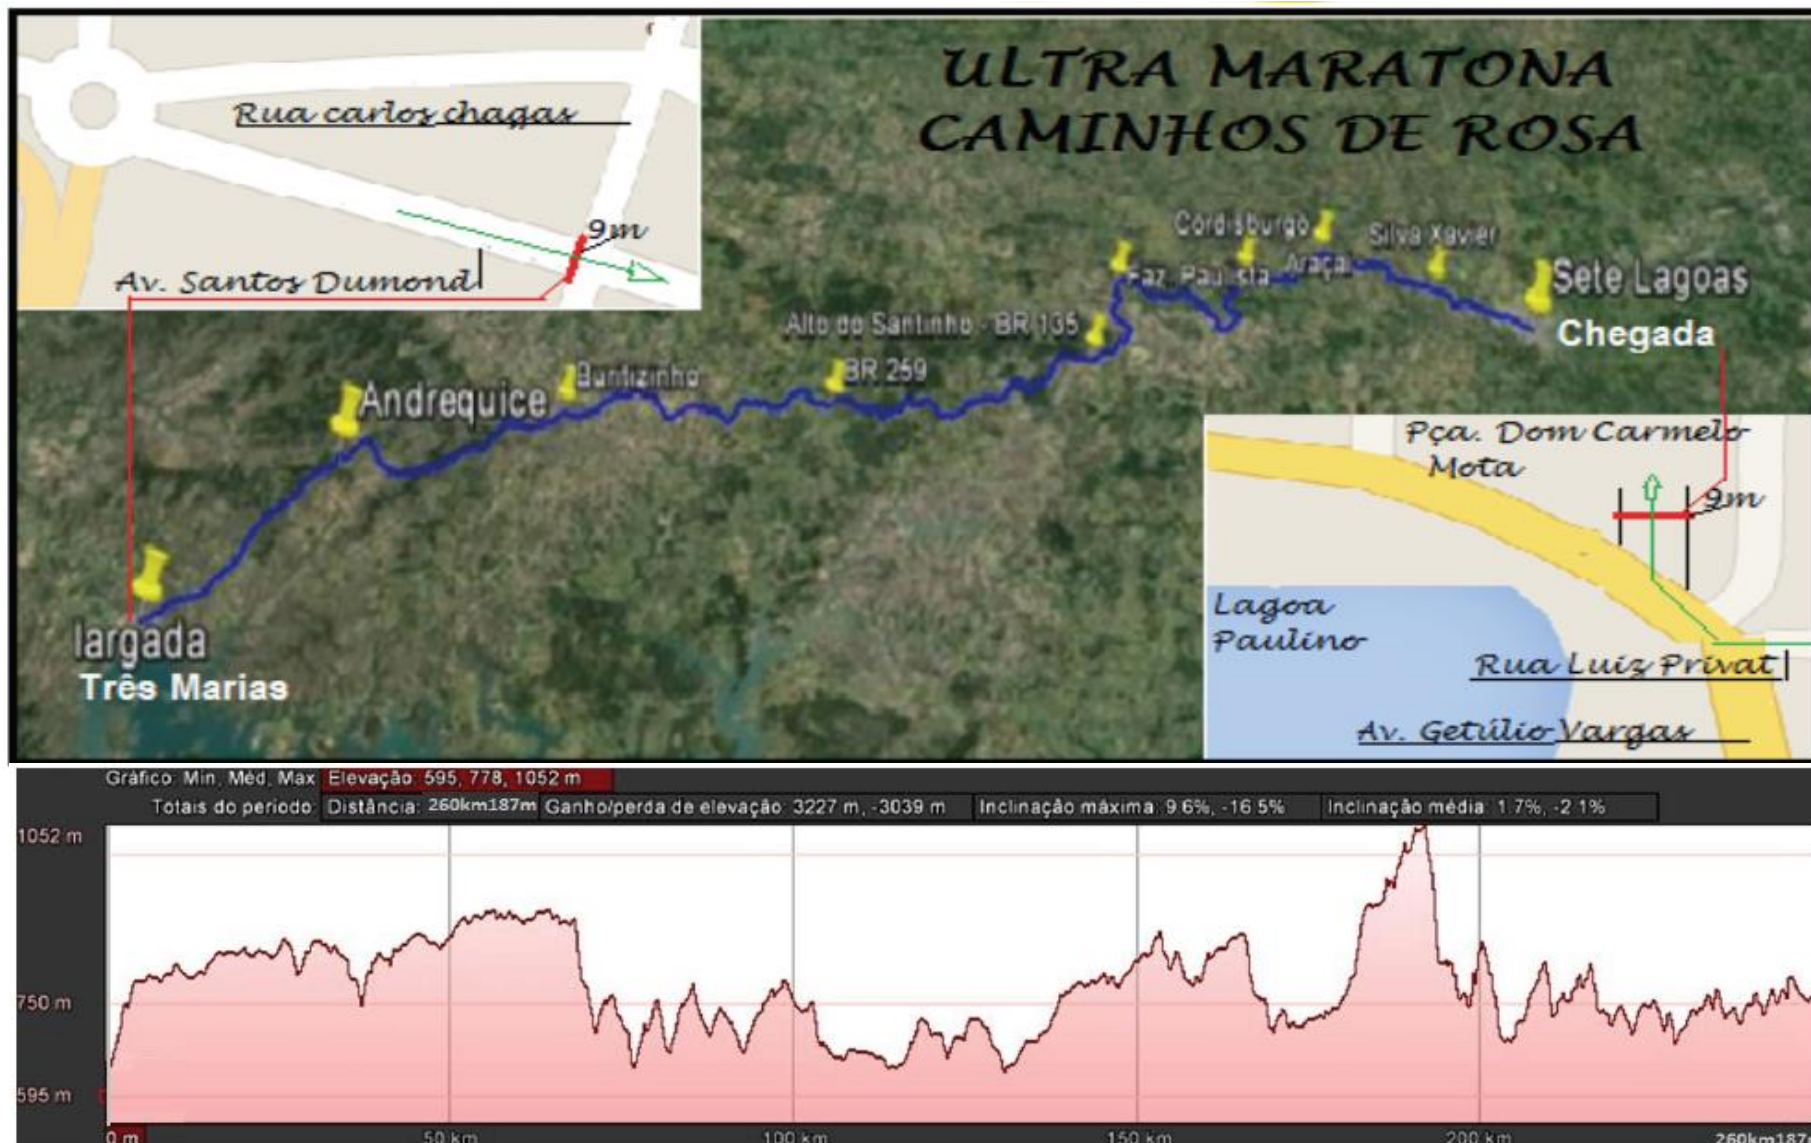 ULTRA MARATONA
CAMINHOS DE ROSA
Rua carlos chagas
9m
Av. Santos Dumond
Cordisburgo
Silva Xavier
Faz. Paulista
Araçai
Sete Lagoas
Chegada
Alto do Santinho - BR 135
BR 259
Buritizinho
Andrequice
largada
Três Marias
Pça. Dom Carmelo
Mota
9m
Lagoa
Paulino
Rua Luiz Privat
Av. Getúlio Vargas
Gráfico: Min, Méd, Max Elevação: 595, 778, 1052 m
Totais do período: Distância: 260km187m Ganho/perda de elevação: 3227 m, -3039 m Inclinação máxima: 9.6%, -16.5% Inclinação média: 1.7%, -2.1%
1052 m
750 m
595 m
0 m 50 km 100 km 150 km 200 km 260km187